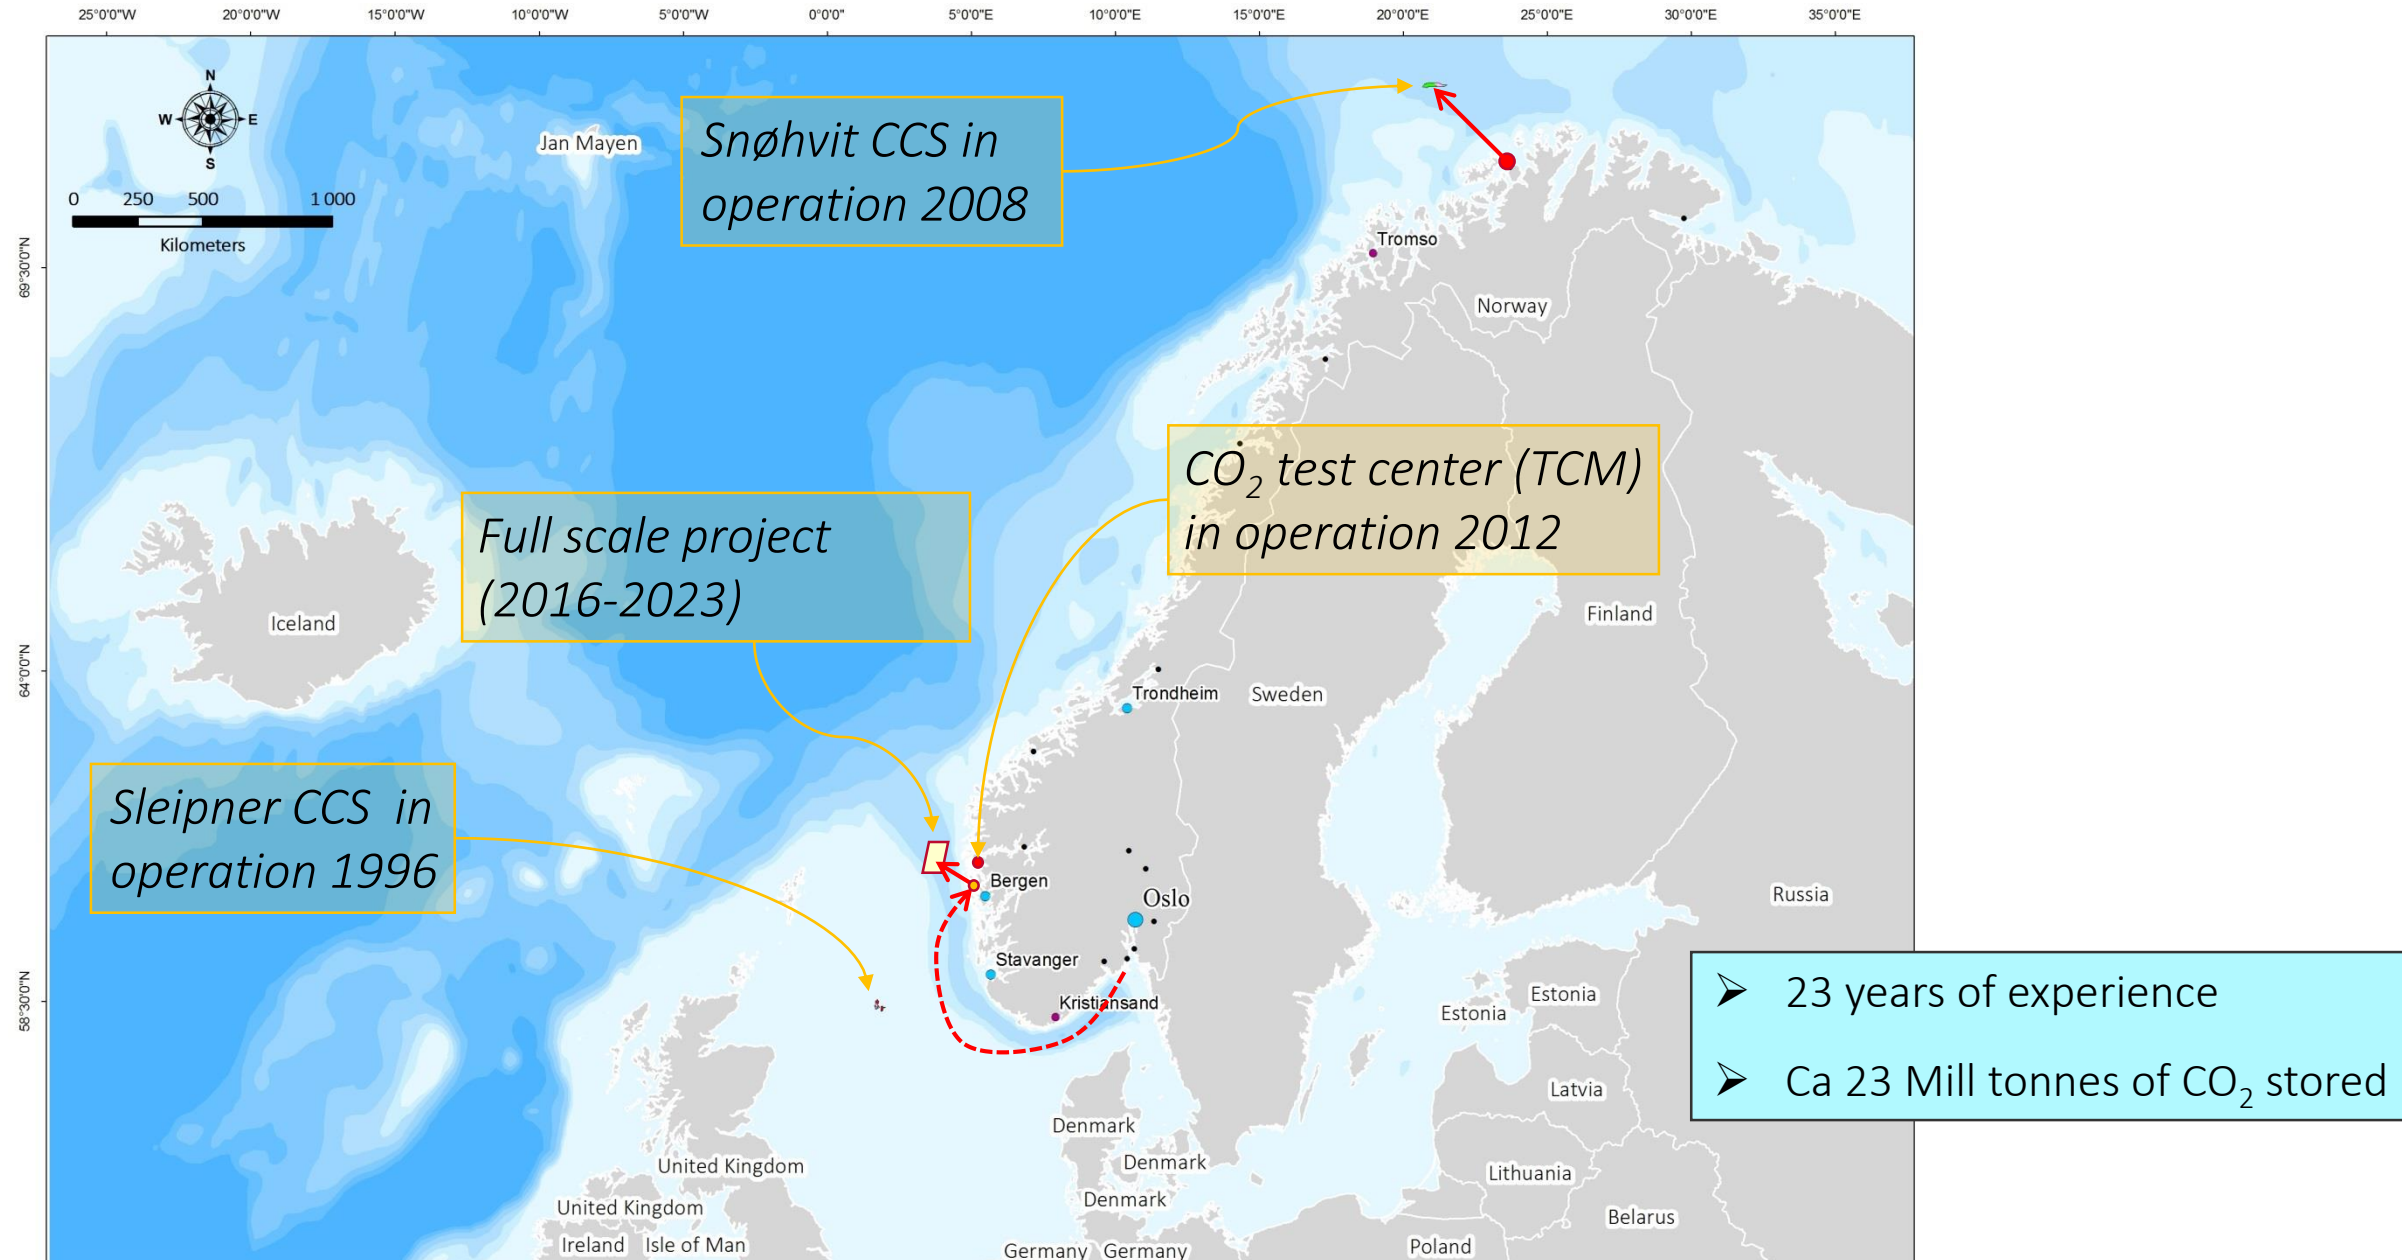 25°0'0"W
20°0'0"W
15°0'0"W
10°0'0"W
5°0'0"W
0°0'0"
5°0'0"E
10°0'0"E
15°0'0"E
20°0'0"E
25°0'0"E
30°0'0"E
35°0'0"E
69°30'0"N
64°0'0"N
58°30'0"N
N
W
E
S
0 250 500 1 000
Kilometers
Jan Mayen
Snøhvit CCS in
operation 2008
Tromso
Norway
CO₂ test center (TCM)
in operation 2012
Full scale project
(2016-2023)
Iceland
Finland
Trondheim
Sweden
Sleipner CCS in
operation 1996
Bergen
Oslo
Russia
Stavanger
Kristiansand
Estonia
Estonia
23 years of experience
Ca 23 Mill tonnes of CO₂ stored
Latvia
Denmark
Denmark
Denmark
United Kingdom
United Kingdom
Lithuania
Belarus
Ireland
Isle of Man
Germany
Germany
Poland